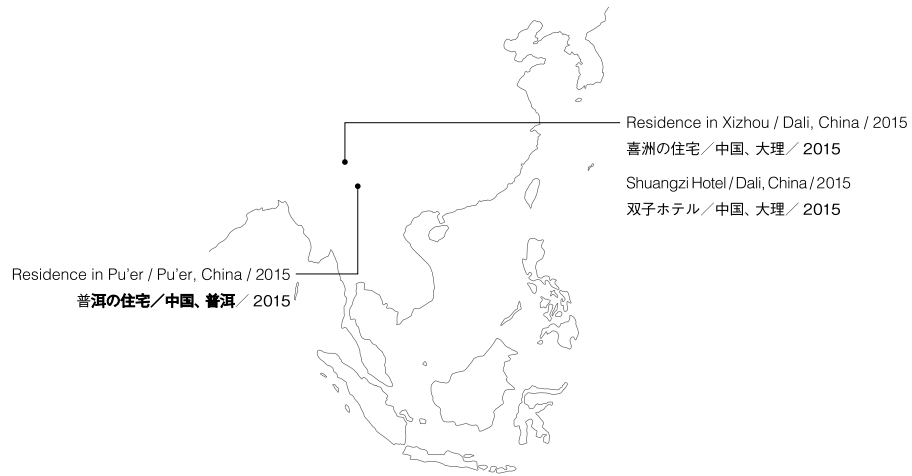 Residence in Xizhou / Dali, China / 2015
喜洲の住宅／中国、大理／ 2015
Shuangzi Hotel / Dali, China / 2015
双子ホテル／中国、大理／ 2015
Residence in Pu’er / Pu’er, China / 2015
普洱の住宅／中国、普洱／ 2015